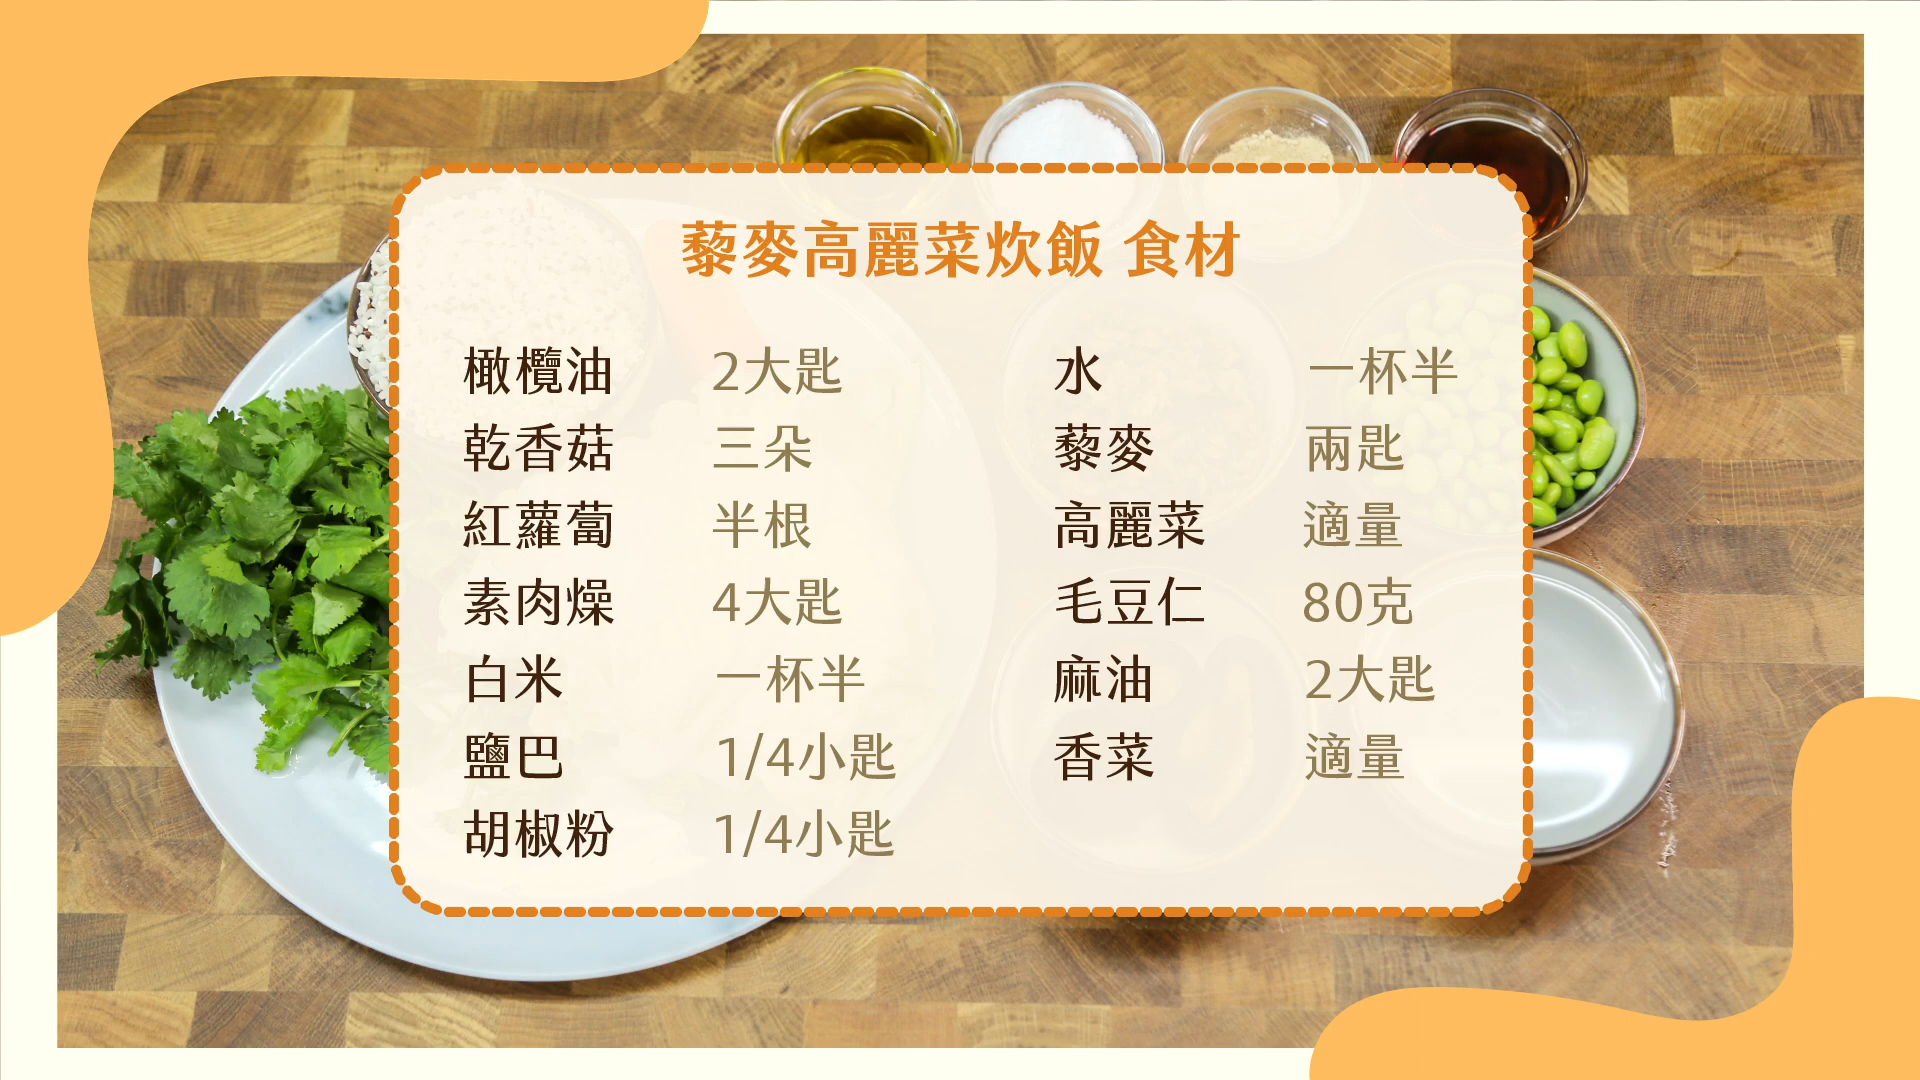 藜麥高麗菜炊飯 食材
橄欖油 2大匙
乾香菇 三朵
紅蘿蔔 半根
素肉燥 4大匙
白米 一杯半
鹽巴 1/4小匙
胡椒粉 1/4小匙
水 一杯半
藜麥 兩匙
高麗菜 適量
毛豆仁 80克
麻油 2大匙
香菜 適量